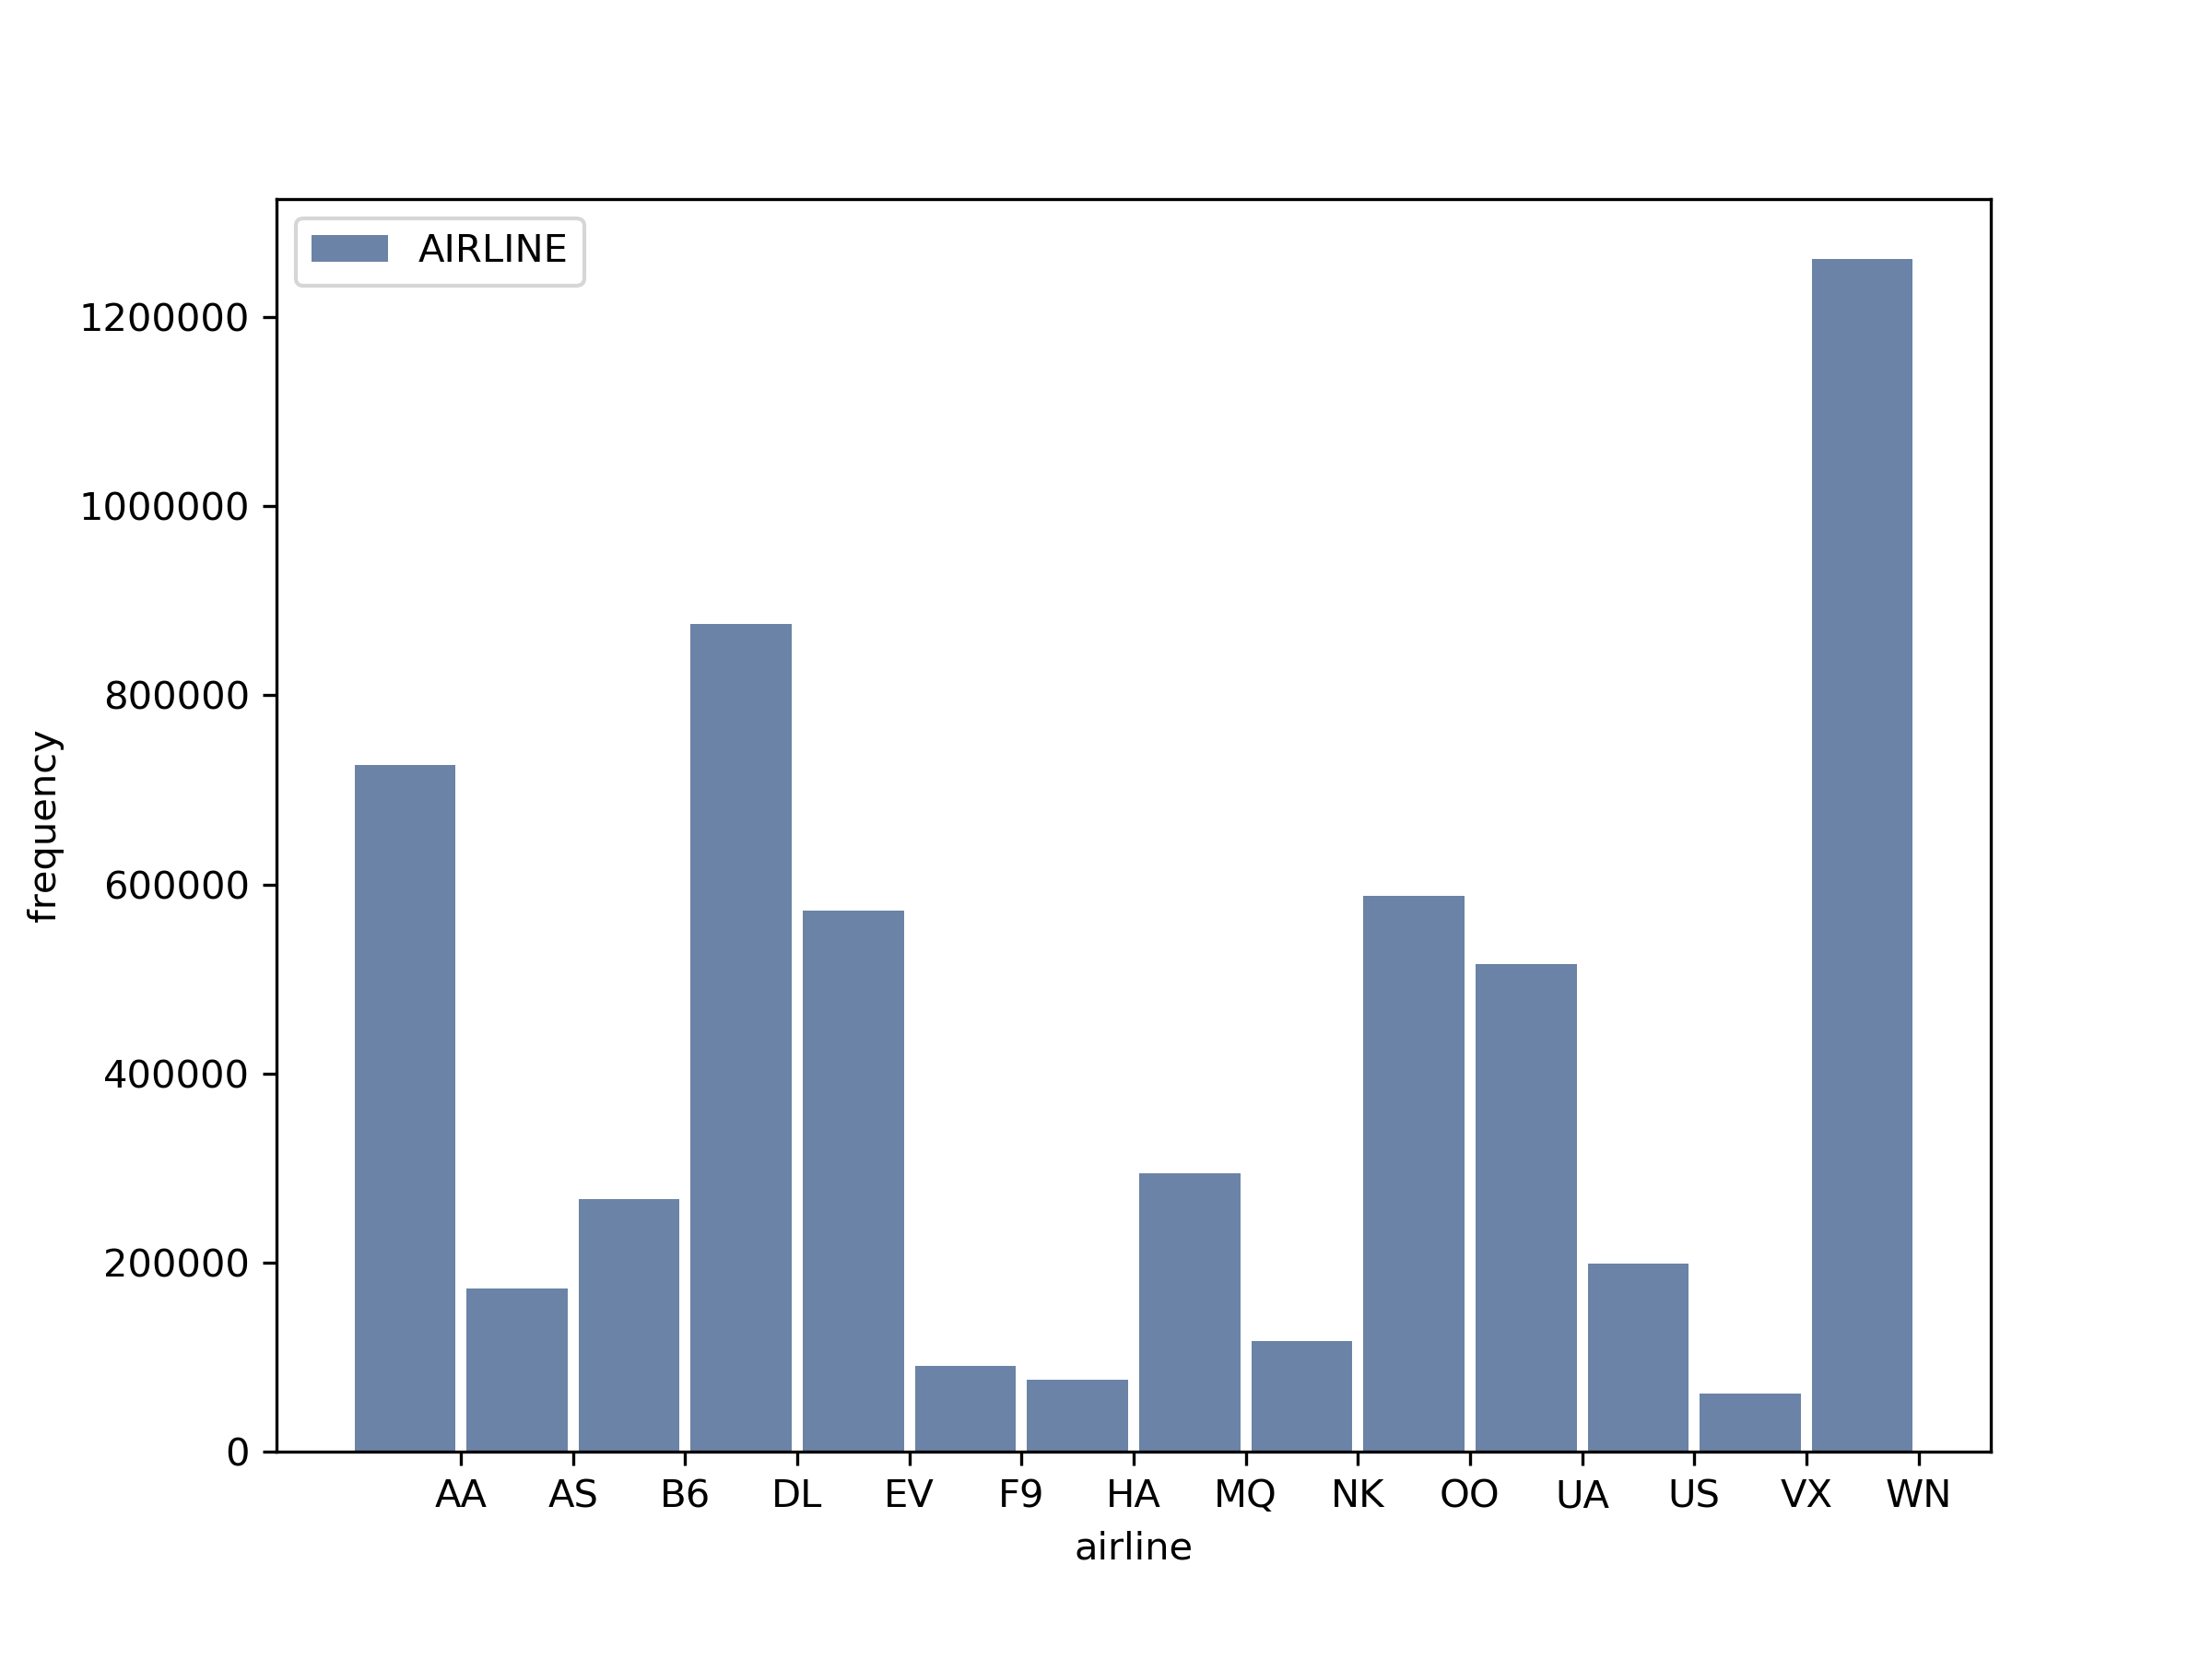 AIRLINE
1200000
1000000
800000
600000
400000
200000
0
frequency
AA AS B6 DL EV F9 HA MQ NK OO UA US VX WN
airline